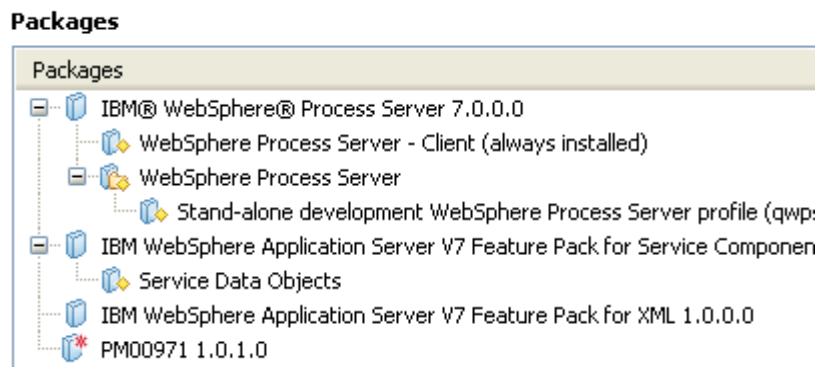 Packages
Packages
IBM® WebSphere® Process Server 7.0.0.0
WebSphere Process Server - Client (always installed)
WebSphere Process Server
Stand-alone development WebSphere Process Server profile (qwps
IBM WebSphere Application Server V7 Feature Pack for Service Componen
Service Data Objects
IBM WebSphere Application Server V7 Feature Pack for XML 1.0.0.0
PM00971 1.0.1.0